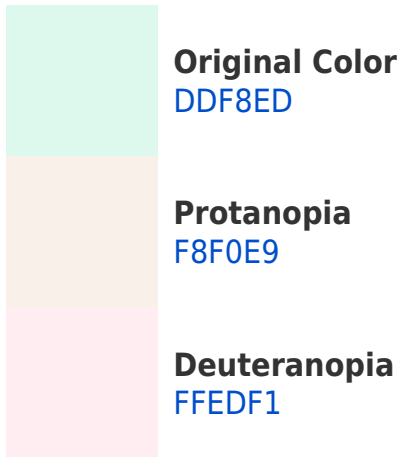 Original Color
DDF8ED
Protanopia
F8F0E9
Deuteranopia
FFEDF1